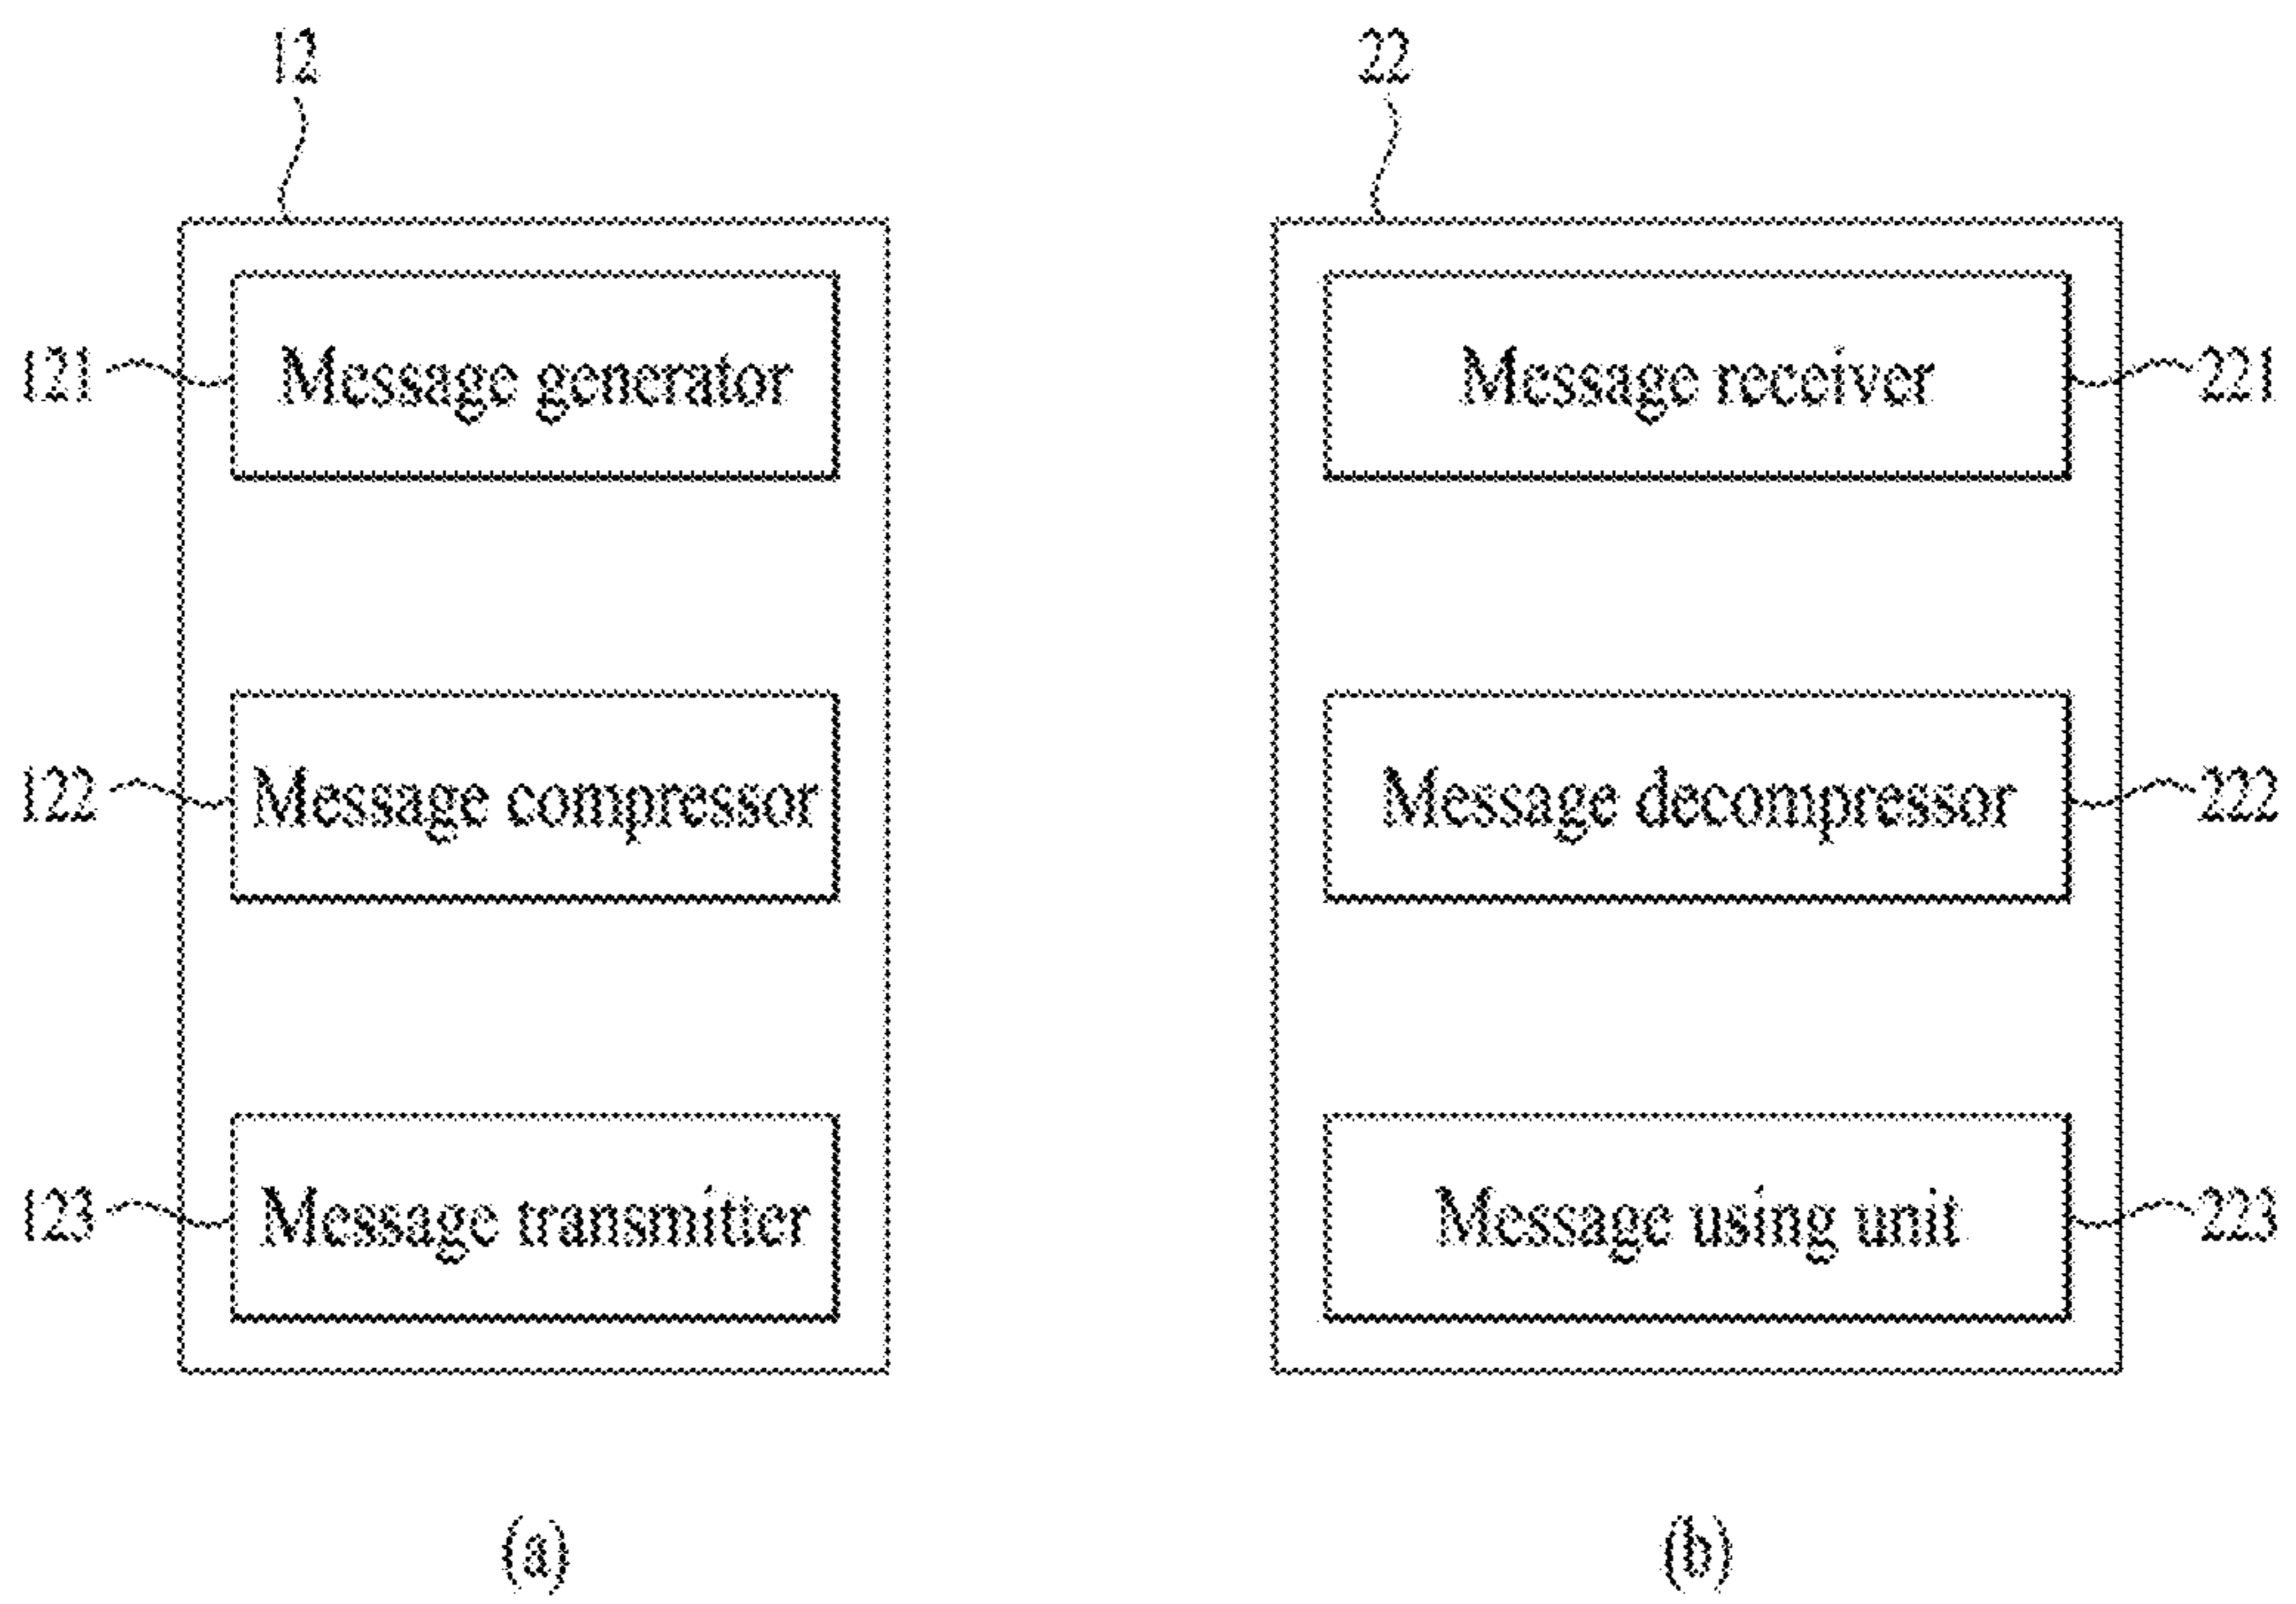 12
22
121
Message generator
Message receiver
221
122
Message compressor
Message decompressor
222
123
Message transmitter
Message using unit
223
(a)
(b)